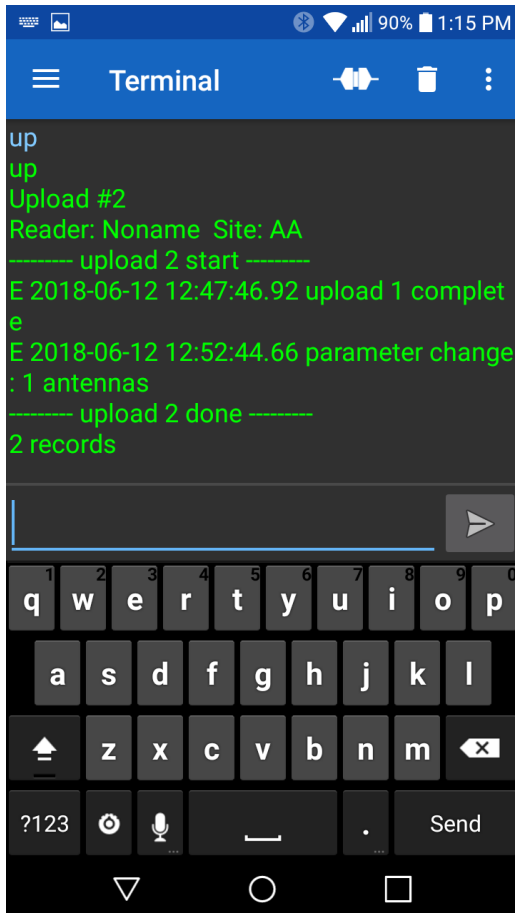 90% 1:15 PM
Terminal
up
up
Upload #2
Reader: Noname  Site: AA
--------- upload 2 start ---------
E 2018-06-12 12:47:46.92 upload 1 complet
e
E 2018-06-12 12:52:44.66 parameter change
: 1 antennas
--------- upload 2 done ---------
2 records
1 2 3 4 5 6 7 8 9 0
q w e r t y u i o p
a s d f g h j k l
z x c v b n m
?123 . Send